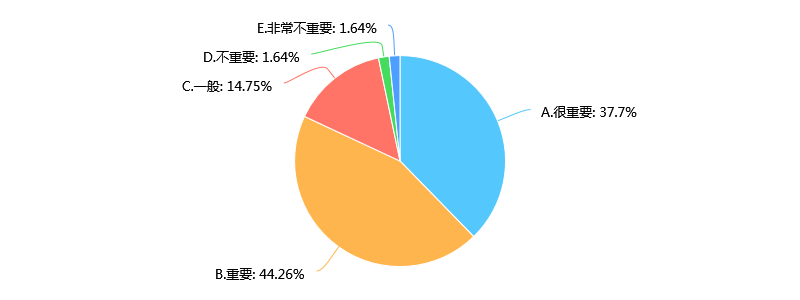 E.非常不重要: 1.64%
D.不重要: 1.64%
C.一般: 14.75%
A.很重要: 37.7%
B.重要: 44.26%